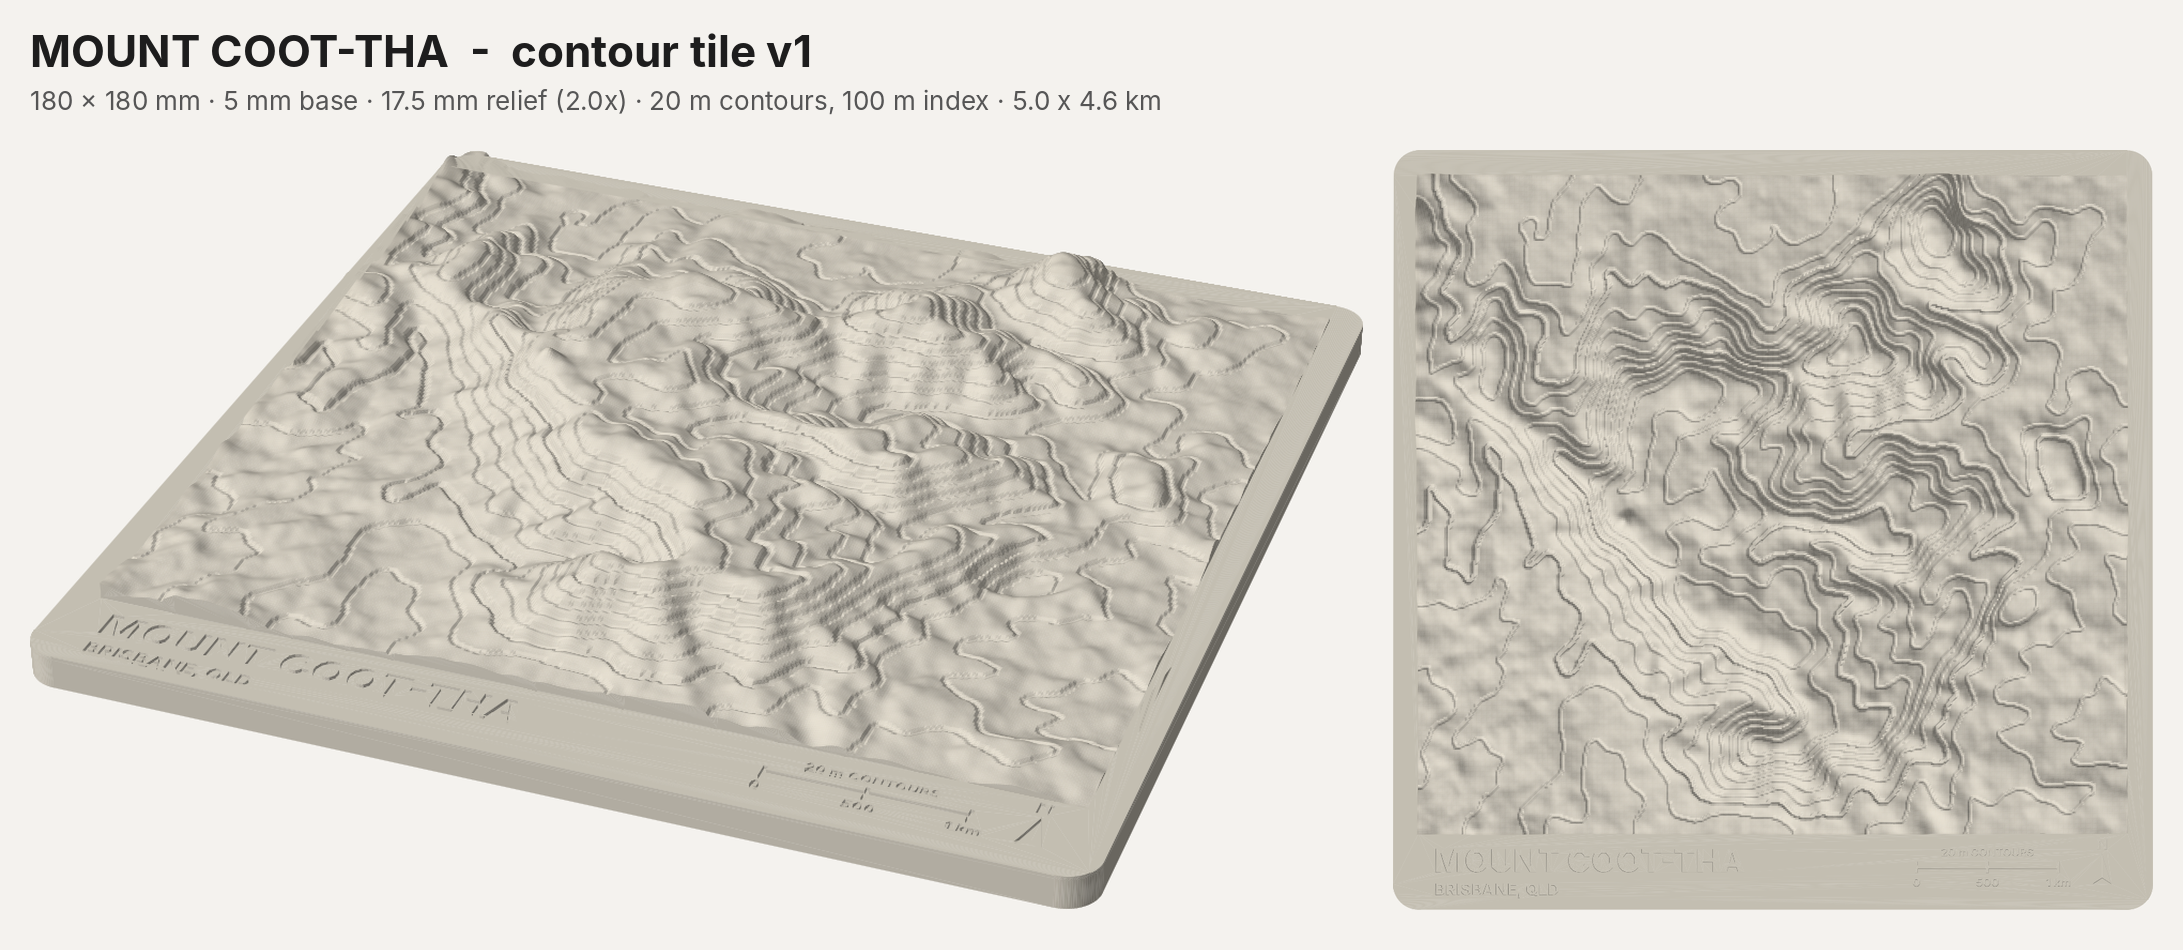 MOUNT COOT-THA - contour tile v1
180 × 180 mm · 5 mm base · 17.5 mm relief (2.0x) · 20 m contours, 100 m index · 5.0 x 4.6 km
MOUNT COOT-THA
BRISBANE, QLD
20 m CONTOURS
0 500 1 km
N
MOUNT COOT-THA
BRISBANE, QLD
20 m CONTOURS
0 500 1 km